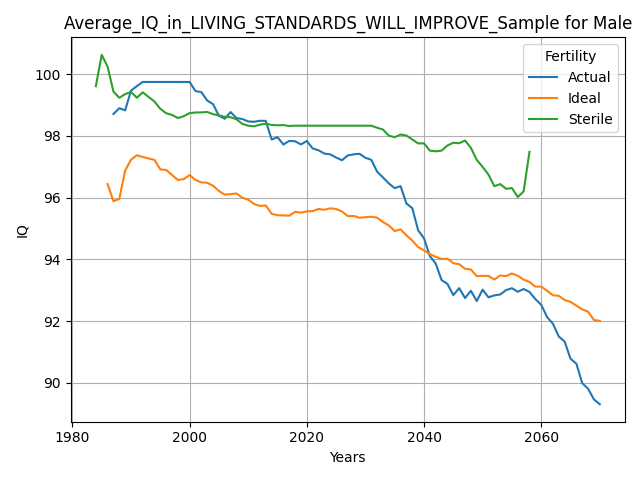 Average_IQ_in_LIVING_STANDARDS_WILL_IMPROVE_Sample for Male
Fertility
Actual
Ideal
Sterile
IQ
100
98
96
94
92
90
1980
2000
2020
2040
2060
Years